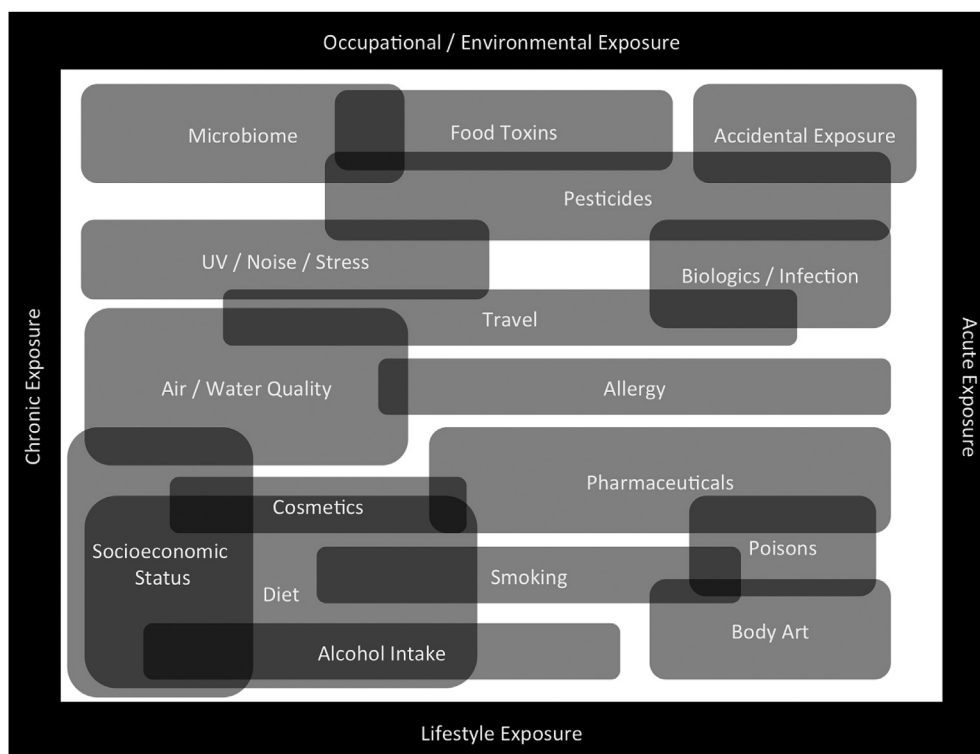 Occupational / Environmental Exposure
Microbiome
Food Toxins
Accidental Exposure
Pesticides
UV / Noise / Stress
Biologics / Infection
Travel
Chronic Exposure
Acute Exposure
Air / Water Quality
Allergy
Pharmaceuticals
Cosmetics
Socioeconomic
Status
Poisons
Smoking
Diet
Body Art
Alcohol Intake
Lifestyle Exposure